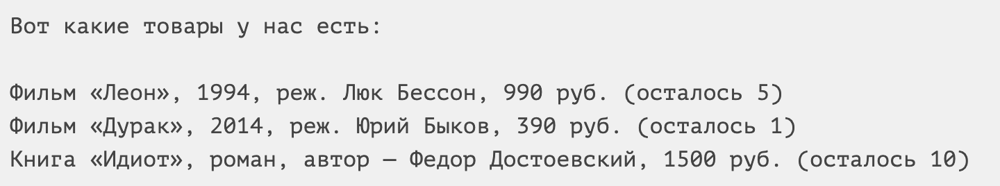 Вот какие товары у нас есть:
Фильм «Леон», 1994, реж. Люк Бессон, 990 руб. (осталось 5)
Фильм «Дурак», 2014, реж. Юрий Быков, 390 руб. (осталось 1)
Книга «Идиот», роман, автор — Федор Достоевский, 1500 руб. (осталось 10)